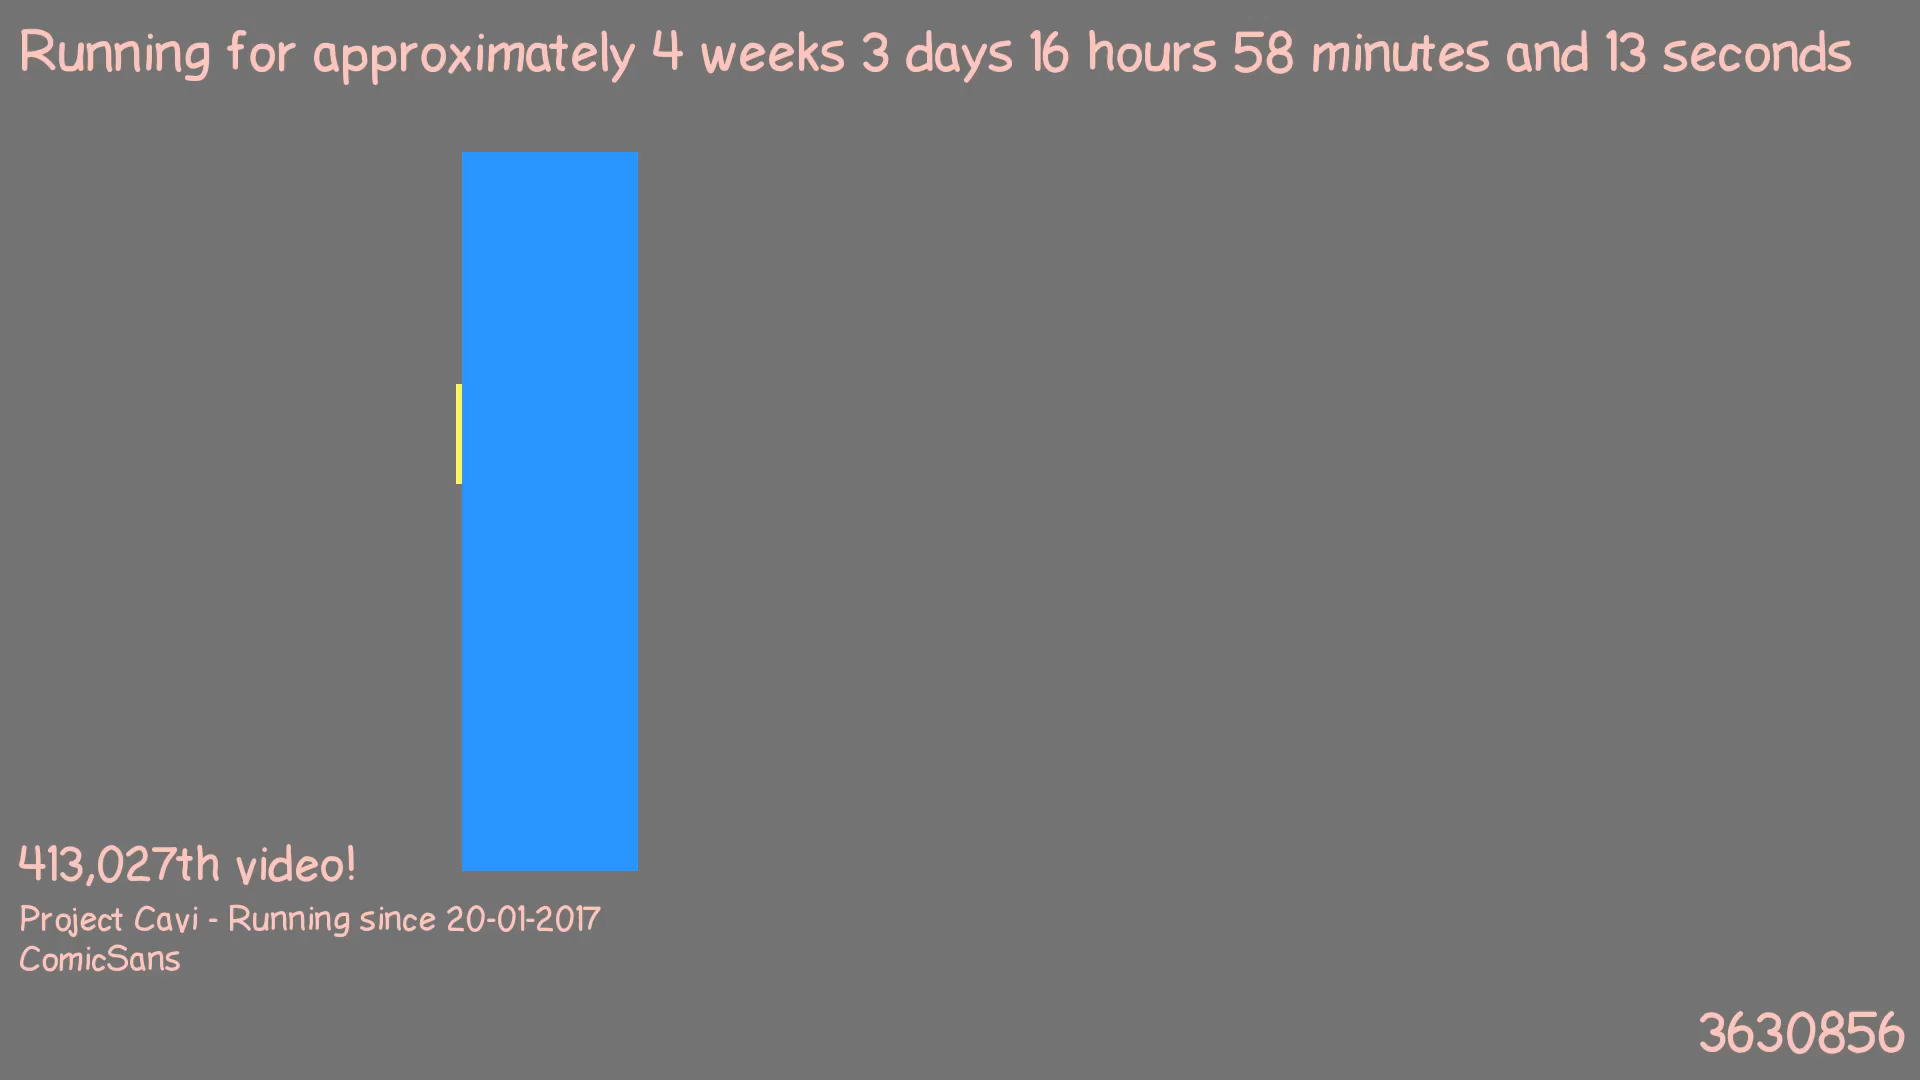 Running for approximately 4 weeks 3 days 16 hours 58 minutes and 13 seconds
413,027th video!
Project Cavi - Running since 20-01-2017
ComicSans
3630856